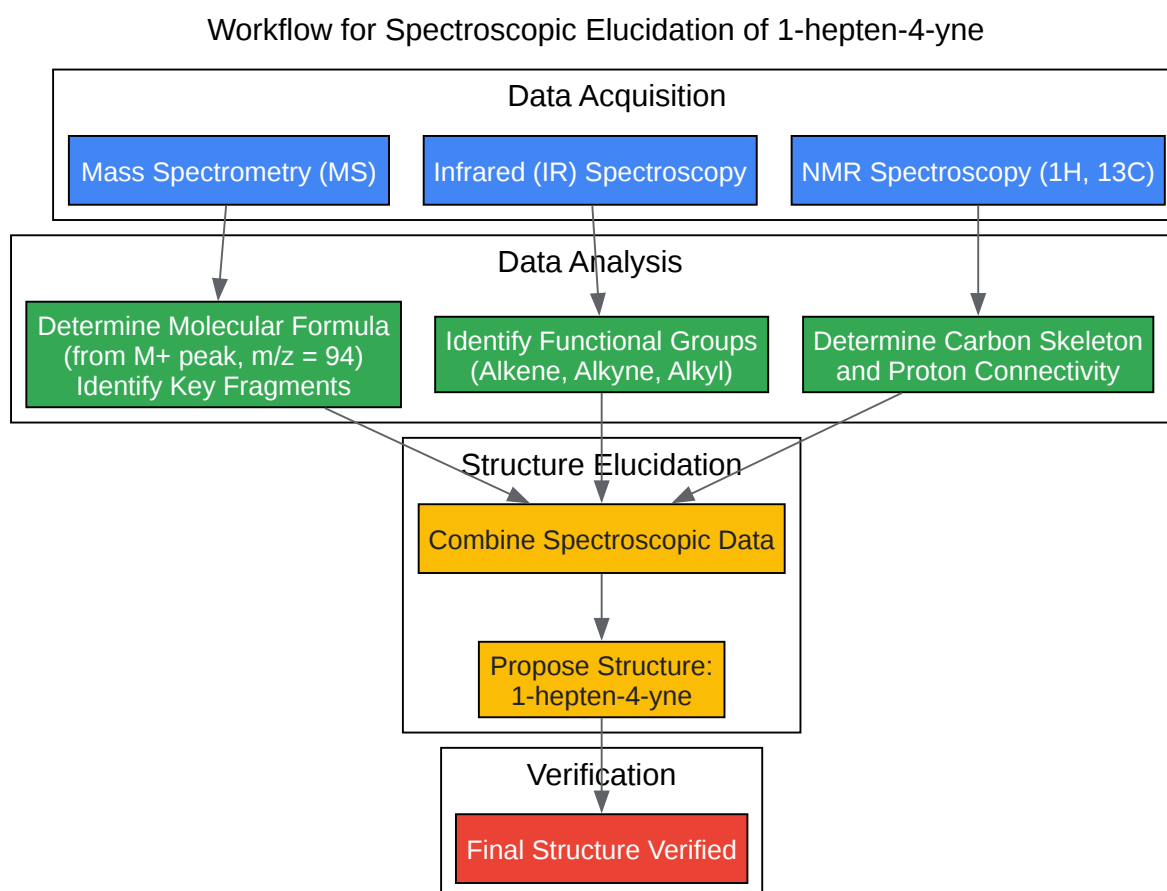 Workflow for Spectroscopic Elucidation of 1-hepten-4-yne
Data Acquisition
Mass Spectrometry (MS)
Infrared (IR) Spectroscopy
NMR Spectroscopy (1H, 13C)
Data Analysis
Determine Molecular Formula
(from M+ peak, m/z = 94)
Identify Key Fragments
Identify Functional Groups
(Alkene, Alkyne, Alkyl)
Determine Carbon Skeleton
and Proton Connectivity
Structure Elucidation
Combine Spectroscopic Data
Propose Structure:
1-hepten-4-yne
Verification
Final Structure Verified